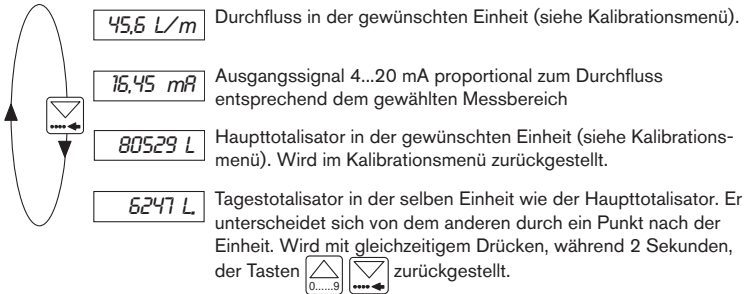 45,6 L/m
Durchfluss in der gewünschten Einheit (siehe Kalibrationsmenü).
16,45 mA
Ausgangssignal 4...20 mA proportional zum Durchfluss
entsprechend dem gewählten Messbereich
80529 L
Haupttotalisator in der gewünschten Einheit (siehe Kalibrations-
menü). Wird im Kalibrationsmenü zurückgestellt.
6247 L.
Tagestotalisator in der selben Einheit wie der Haupttotalisator. Er
unterscheidet sich von dem anderen durch ein Punkt nach der
Einheit. Wird mit gleichzeitigem Drücken, während 2 Sekunden,
der Tasten 0......9 zurückgestellt.